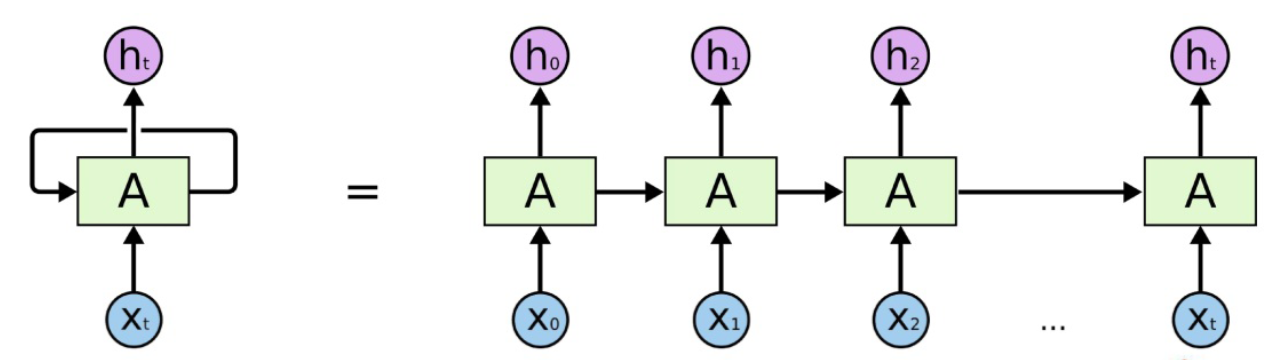 hₜ h₀ h₁ h₂ hₜ
A = A A A A
xₜ x₀ x₁ x₂ ... xₜ